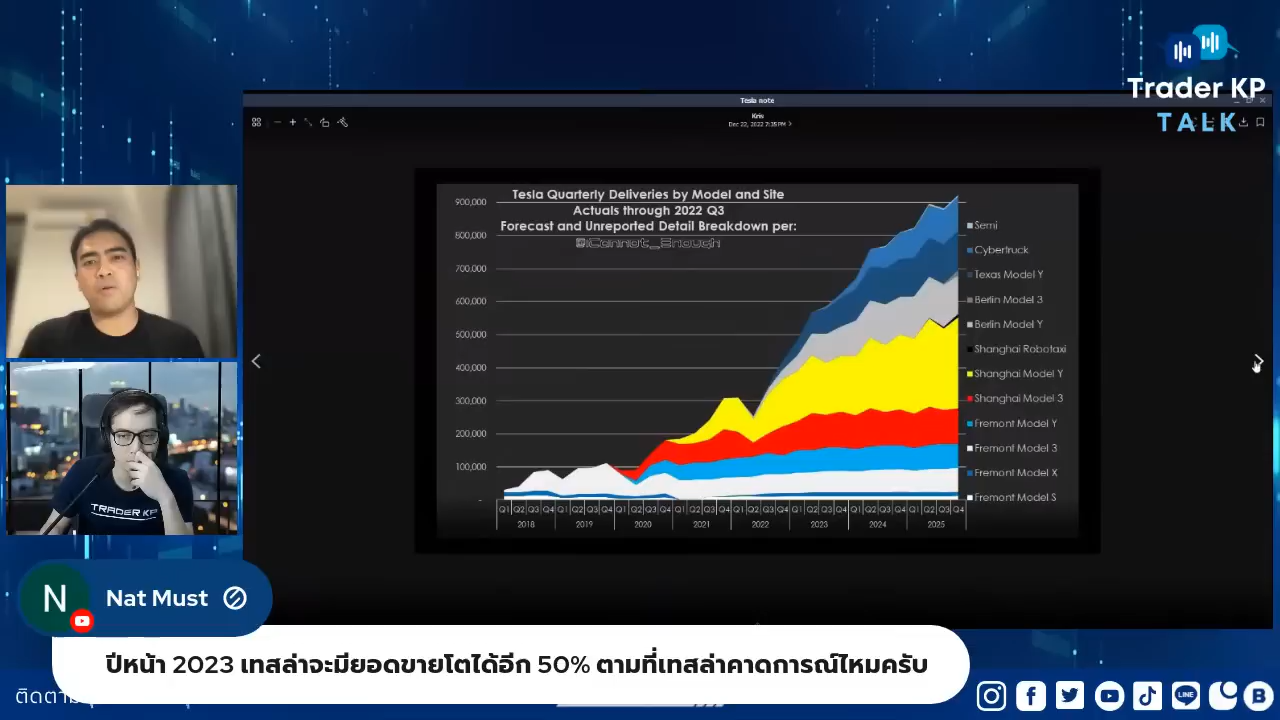 Trader KP
TALK
Tesla note
Kris
Dec 22, 2022 7:35 PM
Tesla Quarterly Deliveries by Model and Site
Actuals through 2022 Q3
Forecast and Unreported Detail Breakdown per:
@Cannot_Enough
900,000
800,000
700,000
600,000
500,000
400,000
300,000
200,000
100,000
-
Semi
Cybertruck
Texas Model Y
Berlin Model 3
Berlin Model Y
Shanghai Robotaxi
Shanghai Model Y
Shanghai Model 3
Fremont Model Y
Fremont Model 3
Fremont Model X
Fremont Model S
Q1 Q2 Q3 Q4 Q1 Q2 Q3 Q4 Q1 Q2 Q3 Q4 Q1 Q2 Q3 Q4 Q1 Q2 Q3 Q4 Q1 Q2 Q3 Q4 Q1 Q2 Q3 Q4 Q1 Q2 Q3 Q4
2018 2019 2020 2021 2022 2023 2024 2025
TRADER KP
N Nat Must
ปีหน้า 2023 เทสล่าจะมียอดขายโตได้อีก 50% ตามที่เทสล่าคาดการณ์ไหมครับ
LINE
B